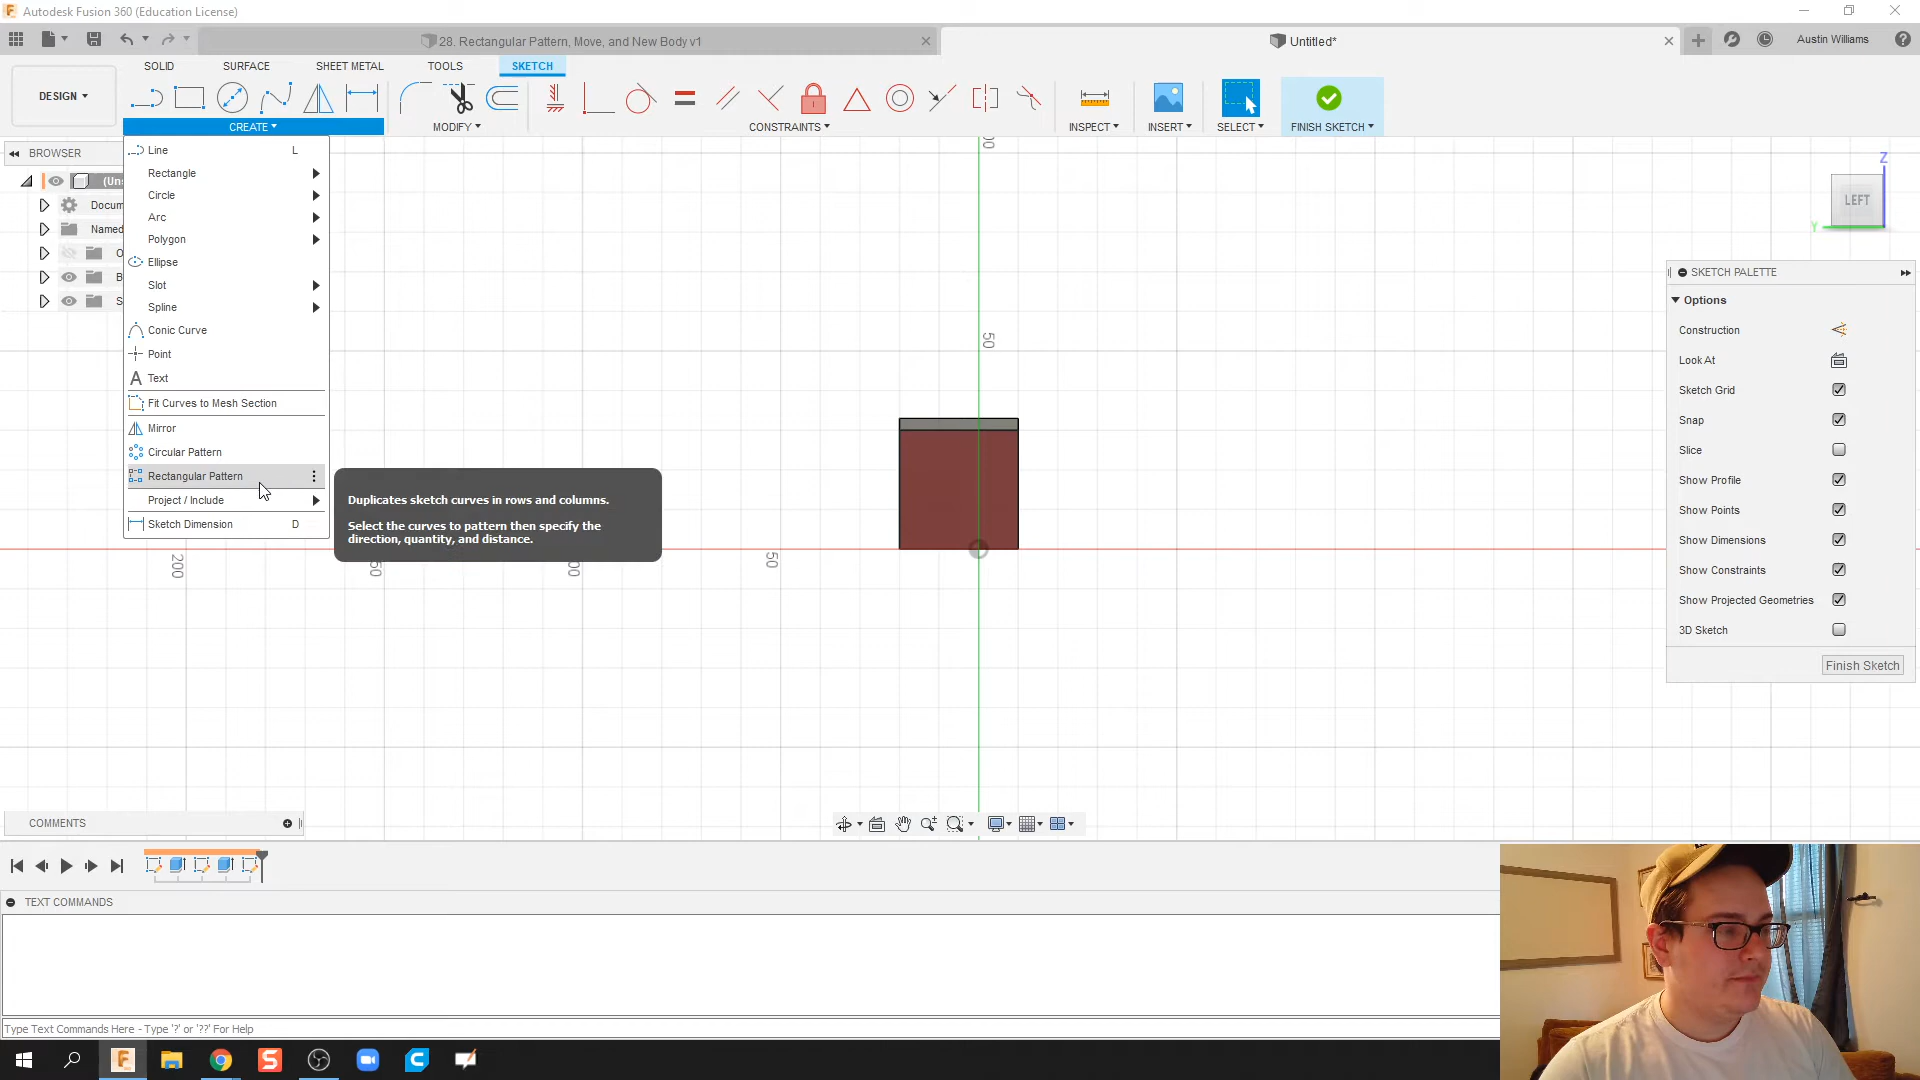 Autodesk Fusion 360 (Education License)
28. Rectangular Pattern, Move, and New Body v1
Untitled*
Austin Williams
SOLID
SURFACE
SHEET METAL
TOOLS
SKETCH
DESIGN
CREATE
MODIFY
CONSTRAINTS
INSPECT
INSERT
SELECT
FINISH SKETCH
BROWSER
(Uns
Docum
Named
O
B
S
Line L
Rectangle
Circle
Arc
Polygon
Ellipse
Slot
Spline
Conic Curve
Point
Text
Fit Curves to Mesh Section
Mirror
Circular Pattern
Rectangular Pattern
Project / Include
Sketch Dimension D
Duplicates sketch curves in rows and columns.
Select the curves to pattern then specify the
direction, quantity, and distance.
00
50
50
00
50
200
Z
LEFT
Y
SKETCH PALETTE
Options
Construction
Look At
Sketch Grid
Snap
Slice
Show Profile
Show Points
Show Dimensions
Show Constraints
Show Projected Geometries
3D Sketch
Finish Sketch
COMMENTS
TEXT COMMANDS
Type Text Commands Here - Type '?' or '??' For Help